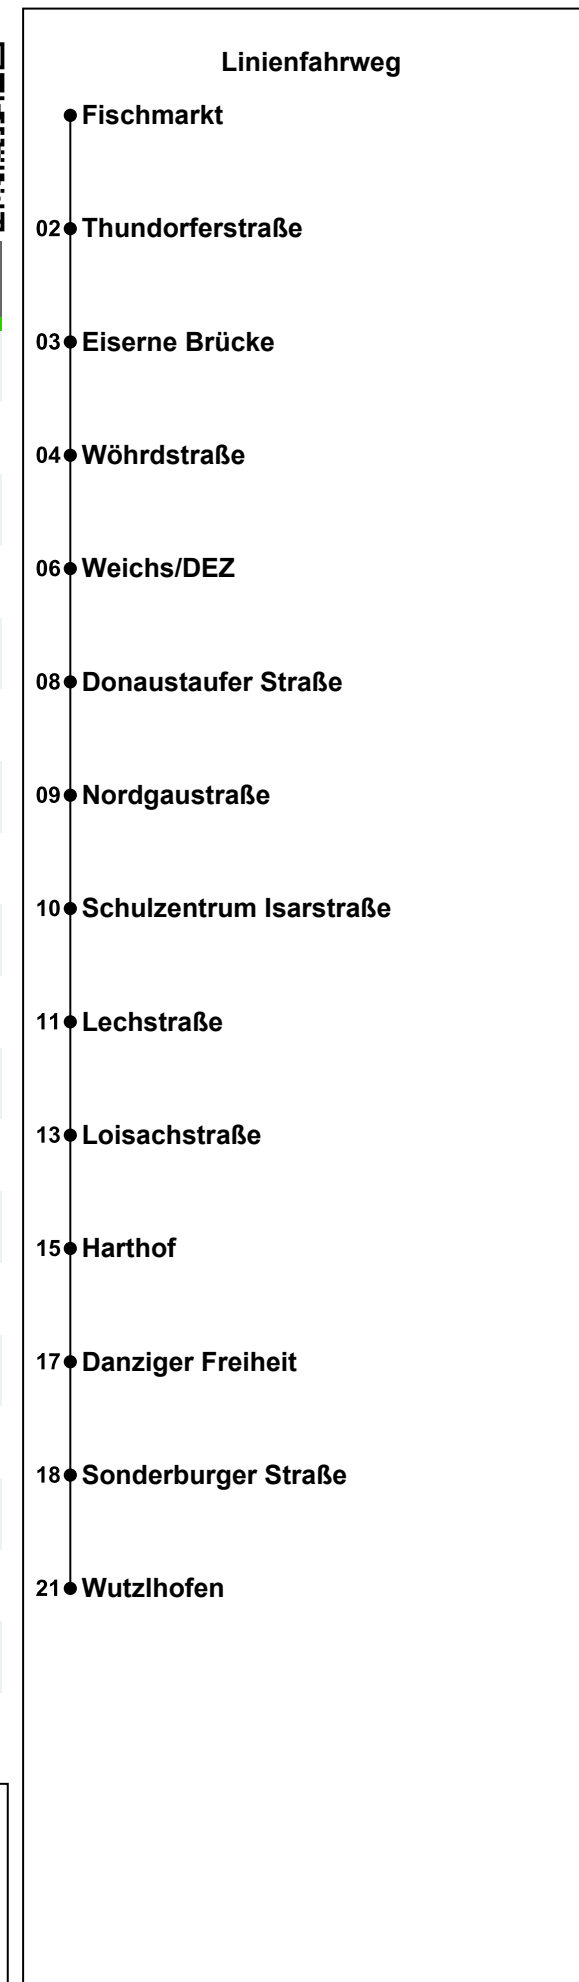 Linienfahrweg
Fischmarkt
02 Thundorferstraße
03 Eiserne Brücke
04 Wöhrdstraße
06 Weichs/DEZ
08 Donaustaufer Straße
09 Nordgaustraße
10 Schulzentrum Isarstraße
11 Lechstraße
13 Loisachstraße
15 Harthof
17 Danziger Freiheit
18 Sonderburger Straße
21 Wutzlhofen